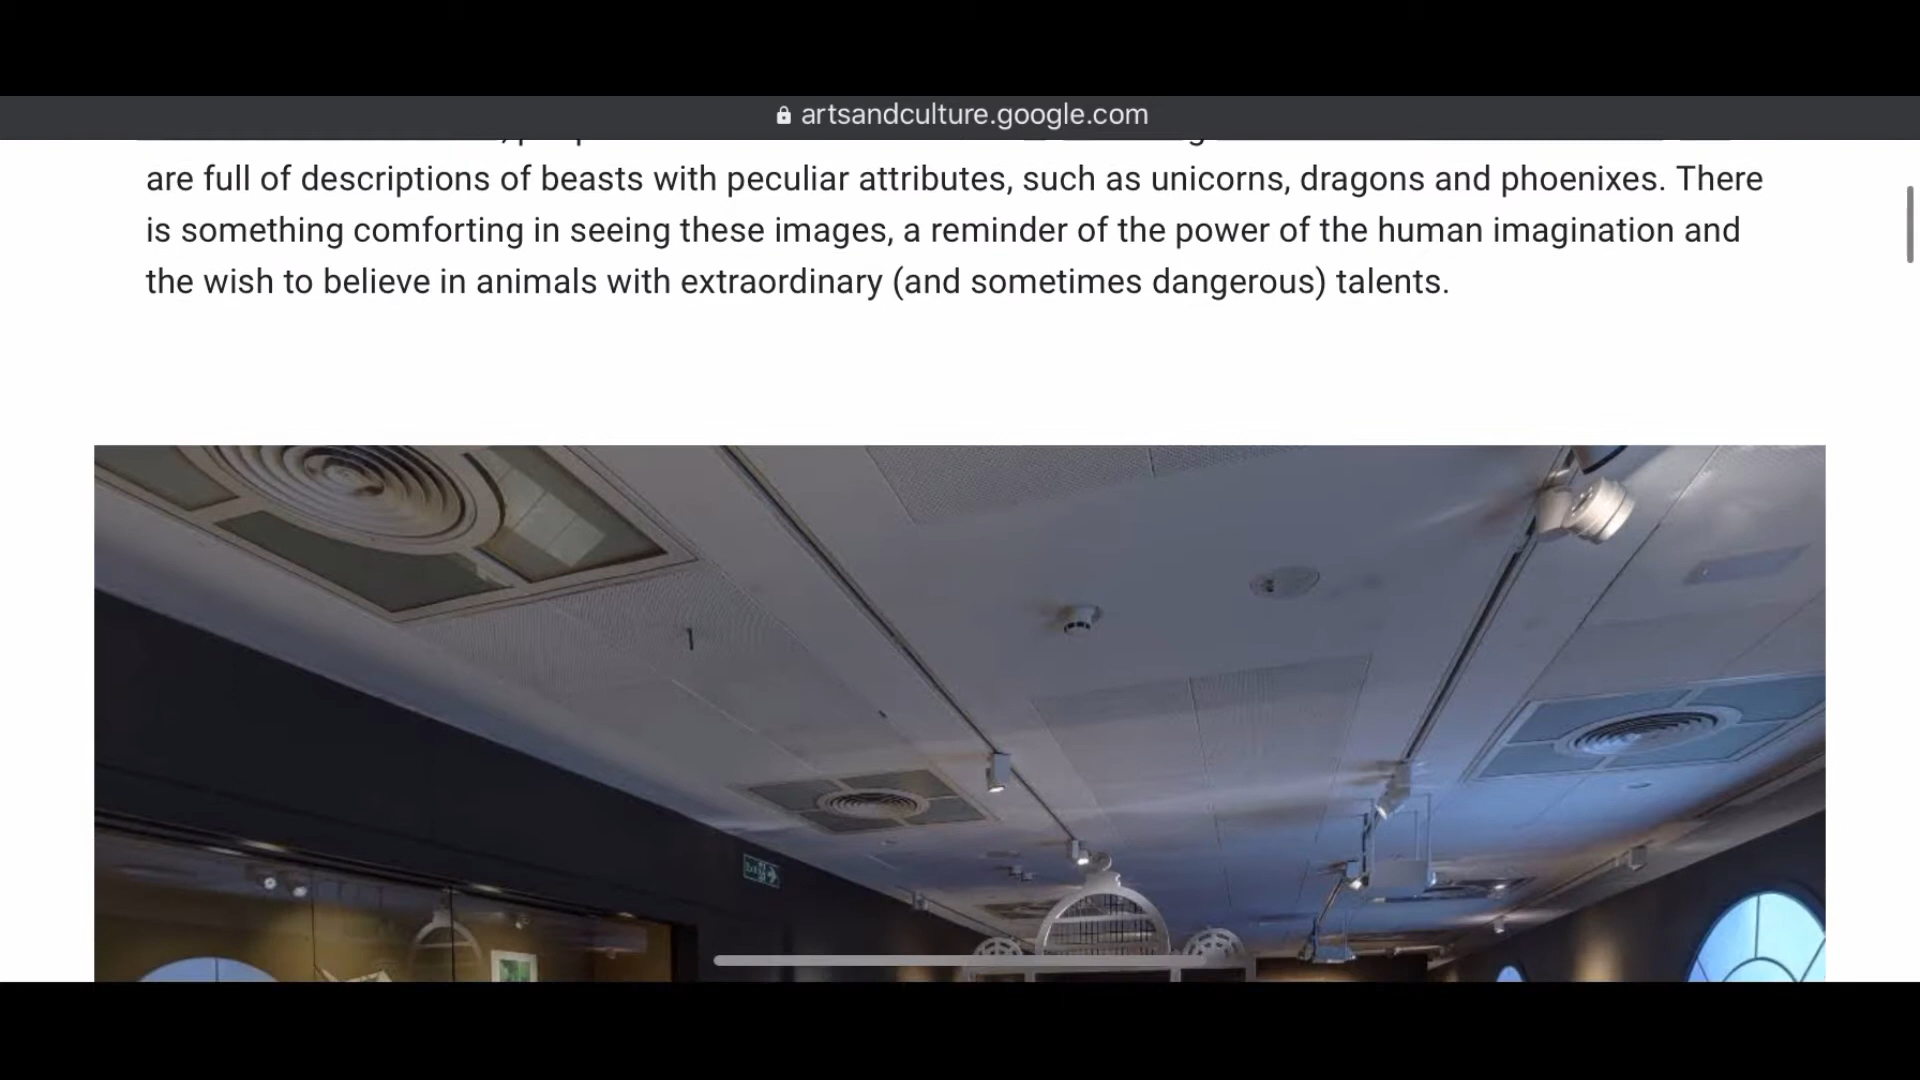 artsandculture.google.com
are full of descriptions of beasts with peculiar attributes, such as unicorns, dragons and phoenixes. There
is something comforting in seeing these images, a reminder of the power of the human imagination and
the wish to believe in animals with extraordinary (and sometimes dangerous) talents.